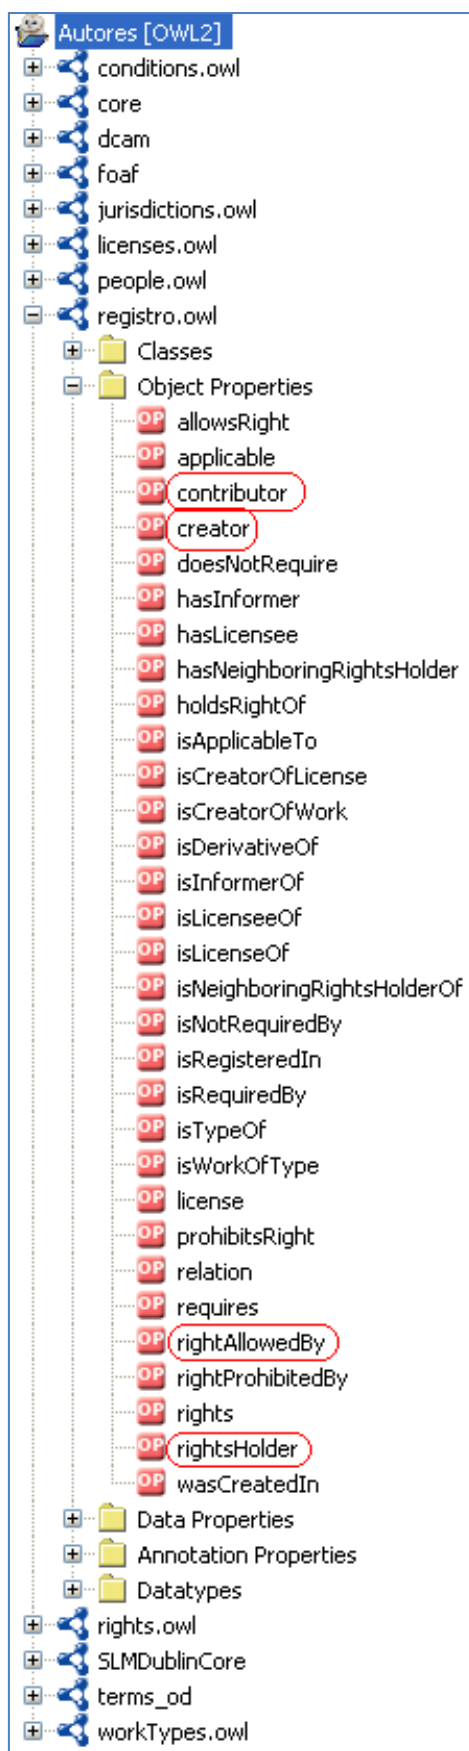 Autores [OWL2]
conditions.owl
core
dcam
foaf
jurisdictions.owl
licenses.owl
people.owl
registro.owl
Classes
Object Properties
OP allowsRight
OP applicable
OP contributor
OP creator
OP doesNotRequire
OP hasInformer
OP hasLicensee
OP hasNeighboringRightsHolder
OP holdsRightOf
OP isApplicableTo
OP isCreatorOfLicense
OP isCreatorOfWork
OP isDerivativeOf
OP isInformerOf
OP isLicenseeOf
OP isLicenseOf
OP isNeighboringRightsHolderOf
OP isNotRequiredBy
OP isRegisteredIn
OP isRequiredBy
OP isTypeOf
OP isWorkOfType
OP license
OP prohibitsRight
OP relation
OP requires
OP rightAllowedBy
OP rightProhibitedBy
OP rights
OP rightsHolder
OP wasCreatedIn
Data Properties
Annotation Properties
Datatypes
rights.owl
SLMDublinCore
terms_od
workTypes.owl